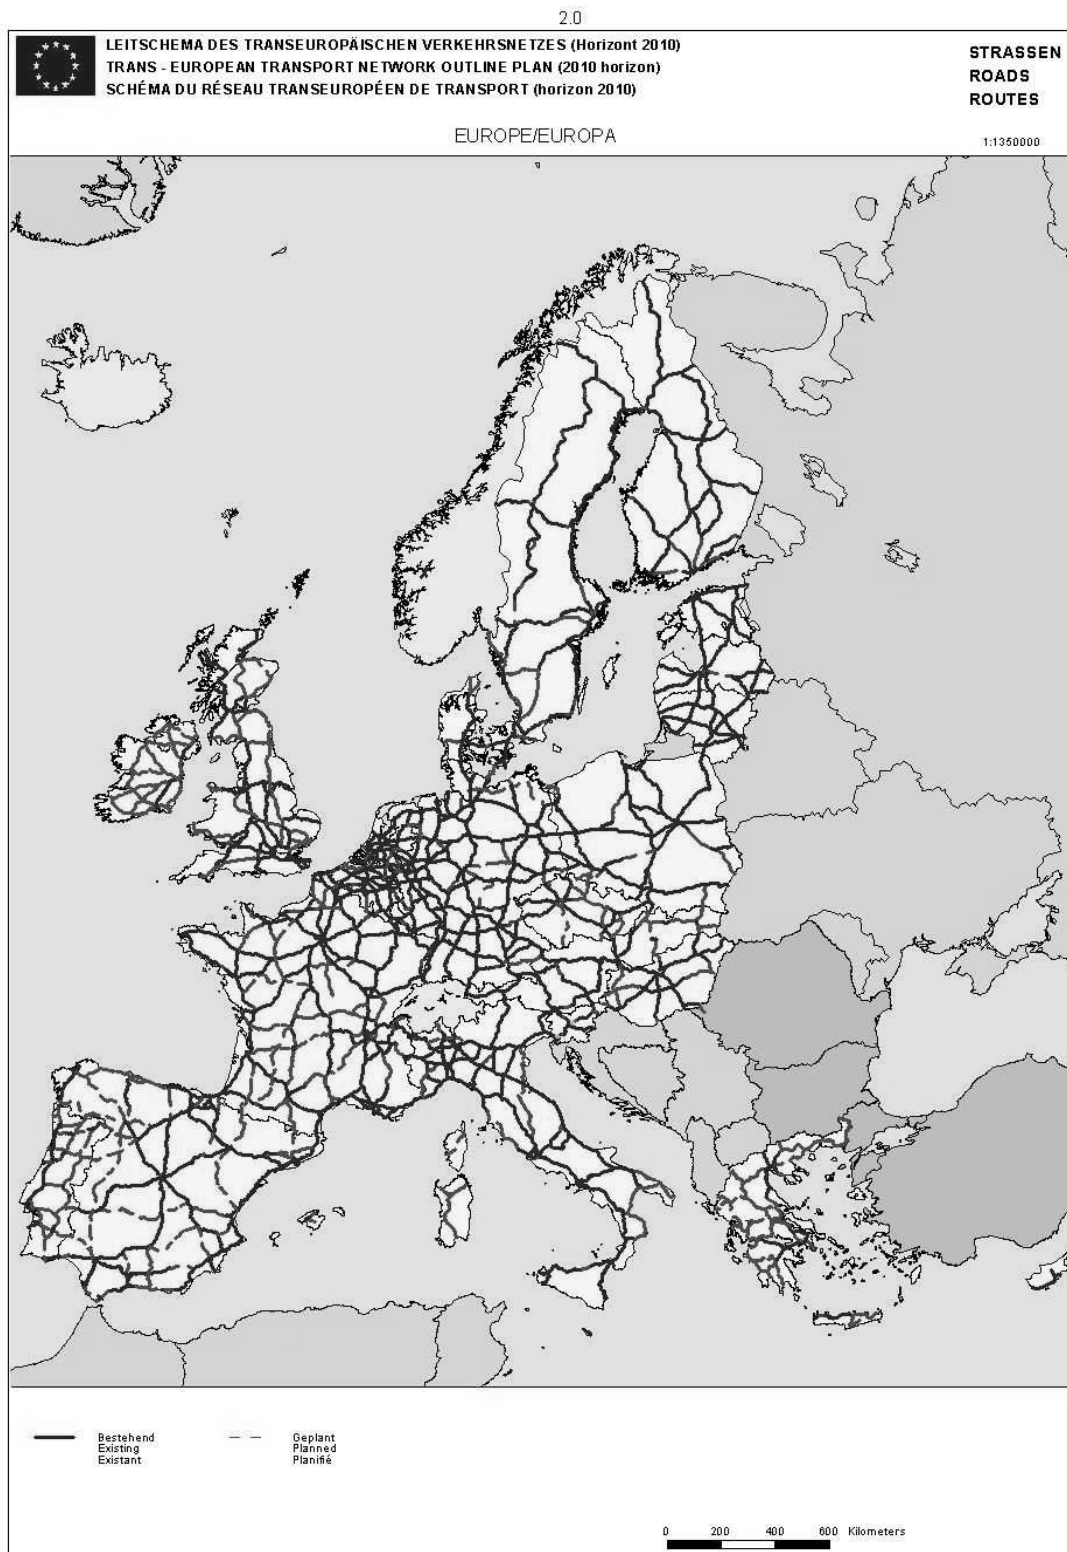 2.0
LEITSCHEMA DES TRANSEUROPÄISCHEN VERKEHRSNETZES (Horizont 2010)
TRANS - EUROPEAN TRANSPORT NETWORK OUTLINE PLAN (2010 horizon)
SCHÉMA DU RÉSEAU TRANSEUROPÉEN DE TRANSPORT (horizon 2010)
STRASSEN
ROADS
ROUTES
EUROPE/EUROPA
1:1350000
Bestehend
Existing
Existant
Geplant
Planned
Planifié
0 200 400 600 Kilometers